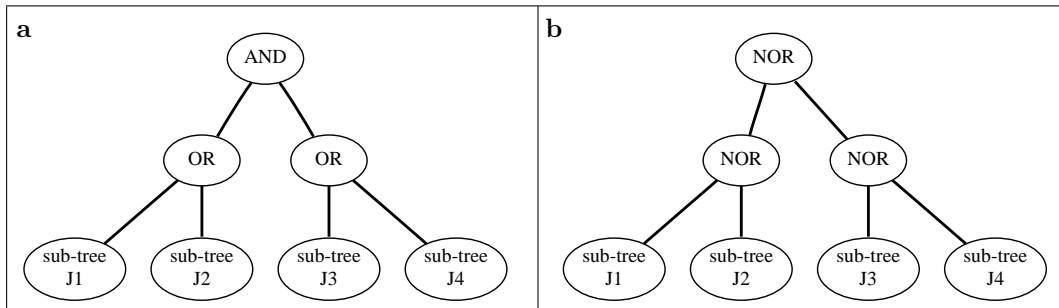 a
AND
OR
OR
sub-tree
J1
sub-tree
J2
sub-tree
J3
sub-tree
J4
b
NOR
NOR
NOR
sub-tree
J1
sub-tree
J2
sub-tree
J3
sub-tree
J4